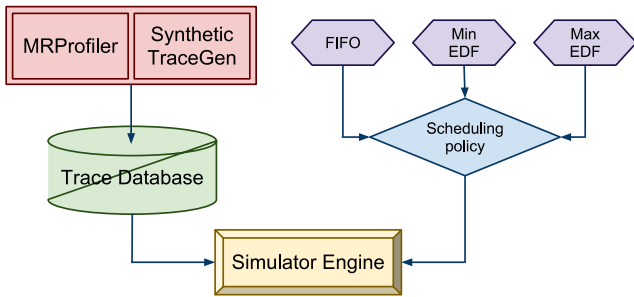 MRProfiler
Synthetic
TraceGen
FIFO
Min
EDF
Max
EDF
Scheduling
policy
Trace Database
Simulator Engine